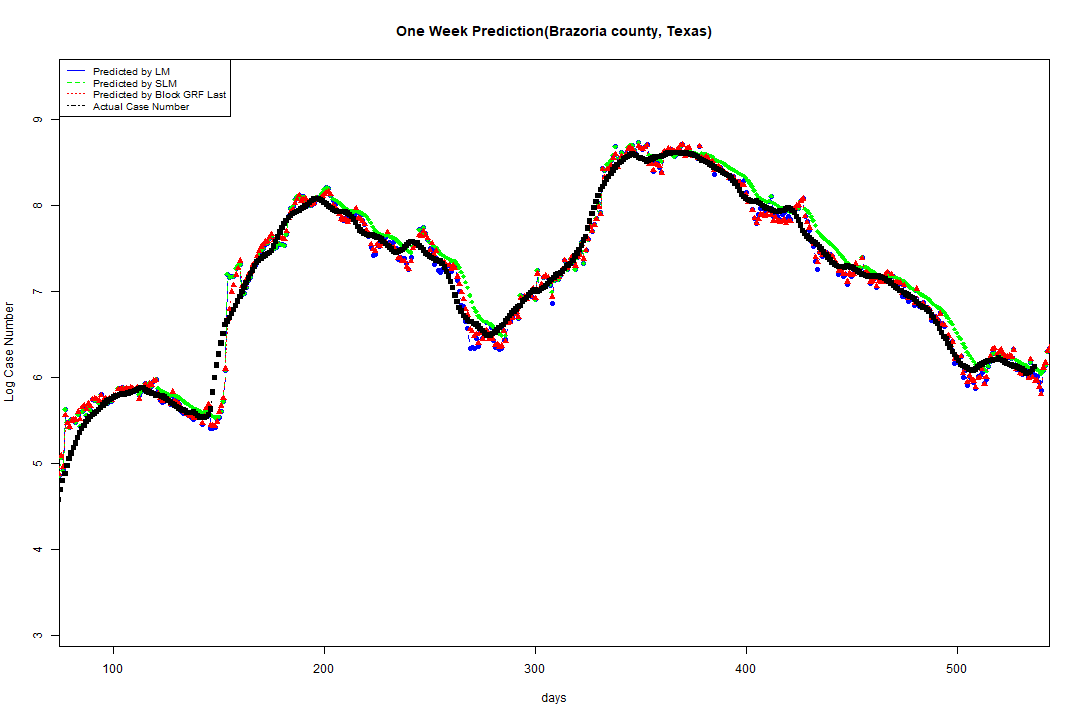 One Week Prediction(Brazoria county, Texas)
Predicted by LM
Predicted by SLM
Predicted by Block GRF Last
Actual Case Number
9
8
7
6
5
4
3
Log Case Number
100 200 300 400 500
days